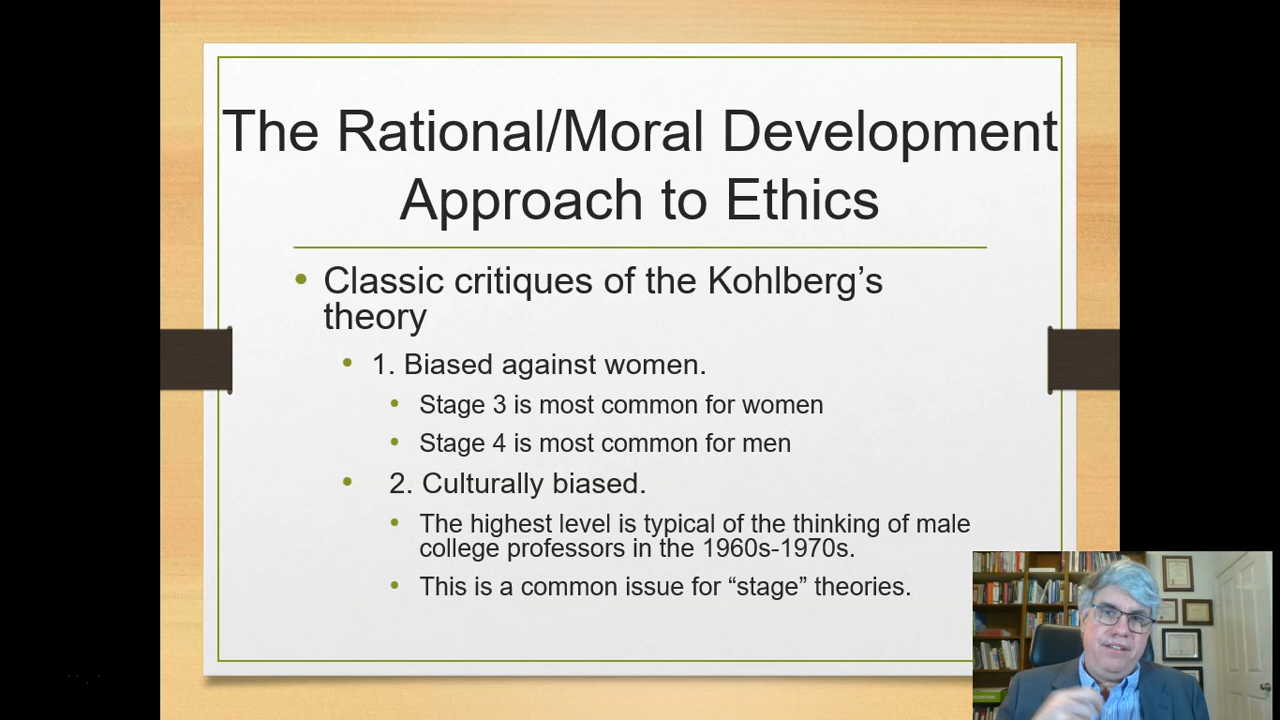 The Rational/Moral Development
Approach to Ethics
• Classic critiques of the Kohlberg’s
theory
• 1. Biased against women.
• Stage 3 is most common for women
• Stage 4 is most common for men
• 2. Culturally biased.
• The highest level is typical of the thinking of male
college professors in the 1960s-1970s.
• This is a common issue for “stage” theories.